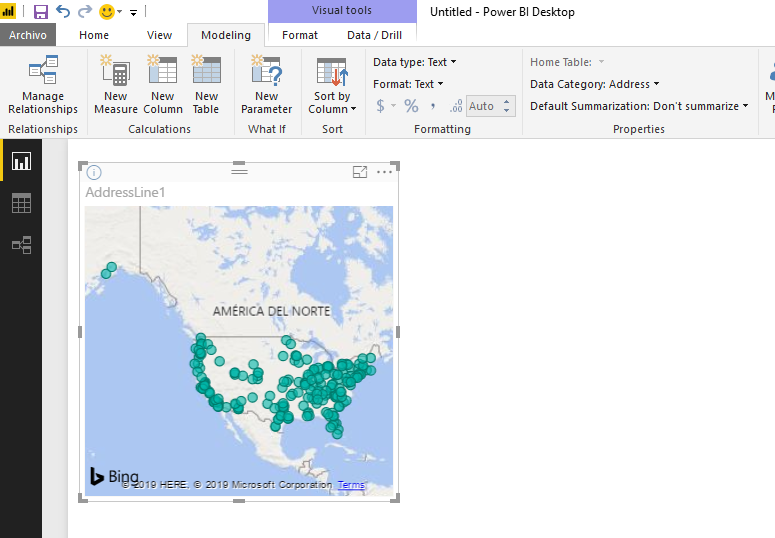 Visual tools
Untitled - Power BI Desktop
Archivo
Home
View
Modeling
Format
Data / Drill
Manage Relationships
New Measure
New Column
New Table
New Parameter
Sort by Column
Data type: Text
Format: Text
$ % , .00 Auto
Home Table:
Data Category: Address
Default Summarization: Don't summarize
M
Relationships
Calculations
What If
Sort
Formatting
Properties
AddressLine1
AMÉRICA DEL NORTE
Bing
© 2019 HERE. © 2019 Microsoft Corporation Terms